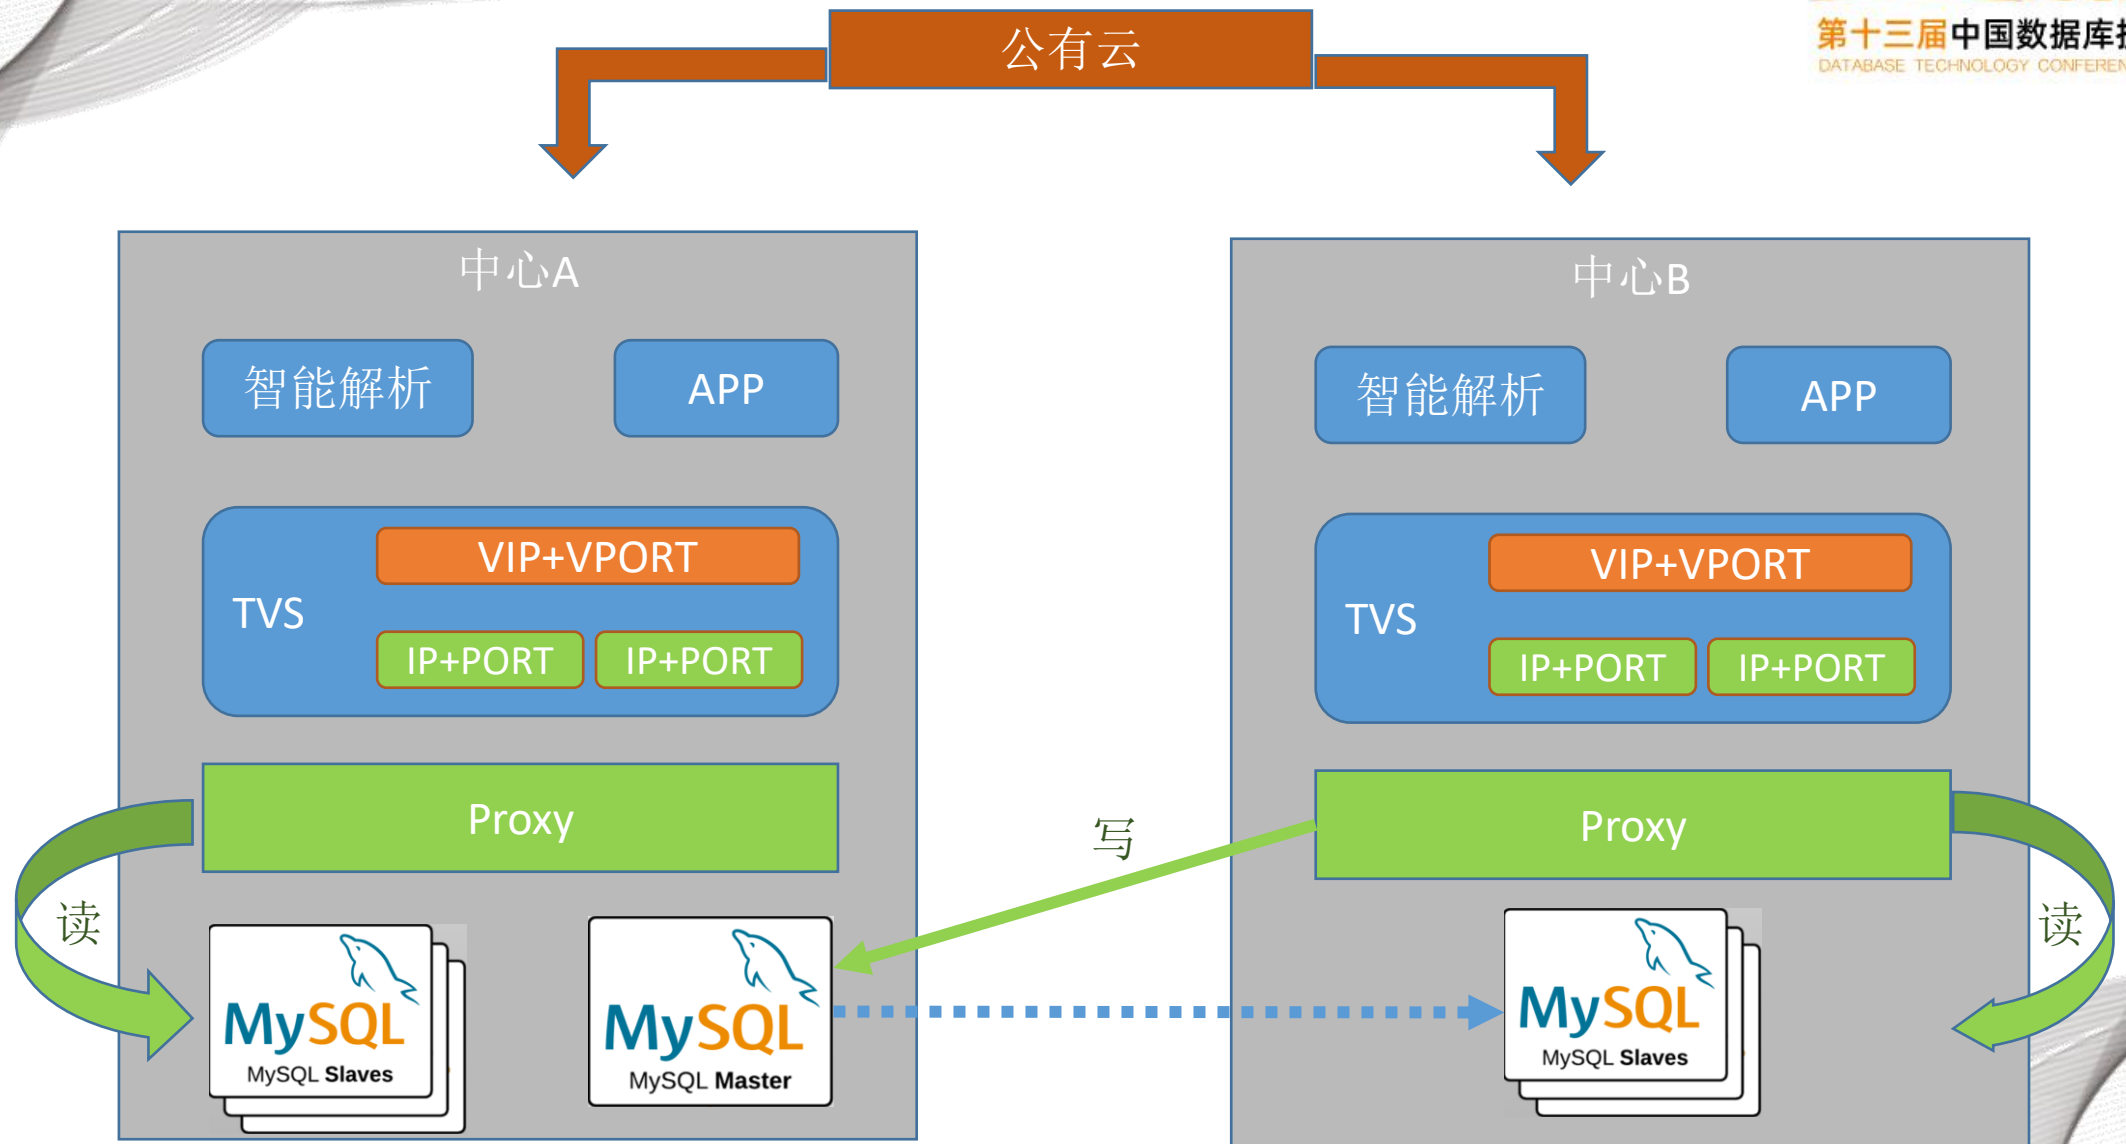 公有云
第十三届中国数据库
DATABASE TECHNOLOGY
中心A
智能解析
APP
TVS
VIP+VPORT
IP+PORT
IP+PORT
Proxy
读
MySQL
MySQL Slaves
MySQL
MySQL Master
写
中心B
智能解析
APP
TVS
VIP+VPORT
IP+PORT
IP+PORT
Proxy
读
MySQL
MySQL Slaves